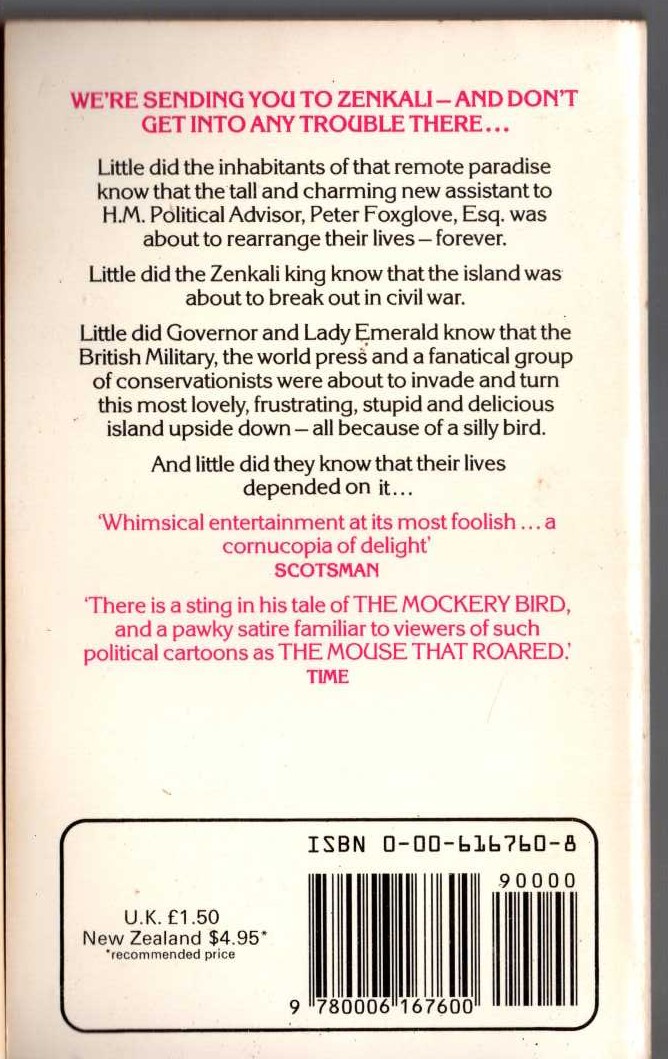 WE'RE SENDING YOU TO ZENKALI – AND DON'T
GET INTO ANY TROUBLE THERE...
Little did the inhabitants of that remote paradise
know that the tall and charming new assistant to
H.M. Political Advisor, Peter Foxglove, Esq. was
about to rearrange their lives – forever.
Little did the Zenkali king know that the island was
about to break out in civil war.
Little did Governor and Lady Emerald know that the
British Military, the world press and a fanatical group
of conservationists were about to invade and turn
this most lovely, frustrating, stupid and delicious
island upside down – all because of a silly bird.
And little did they know that their lives
depended on it...
'Whimsical entertainment at its most foolish ... a
cornucopia of delight'
SCOTSMAN
'There is a sting in his tale of THE MOCKERY BIRD,
and a pawky satire familiar to viewers of such
political cartoons as THE MOUSE THAT ROARED.'
TIME
ISBN 0-00-616760-8
90000
U.K. £1.50
New Zealand $4.95*
*recommended price
9 780006 167600